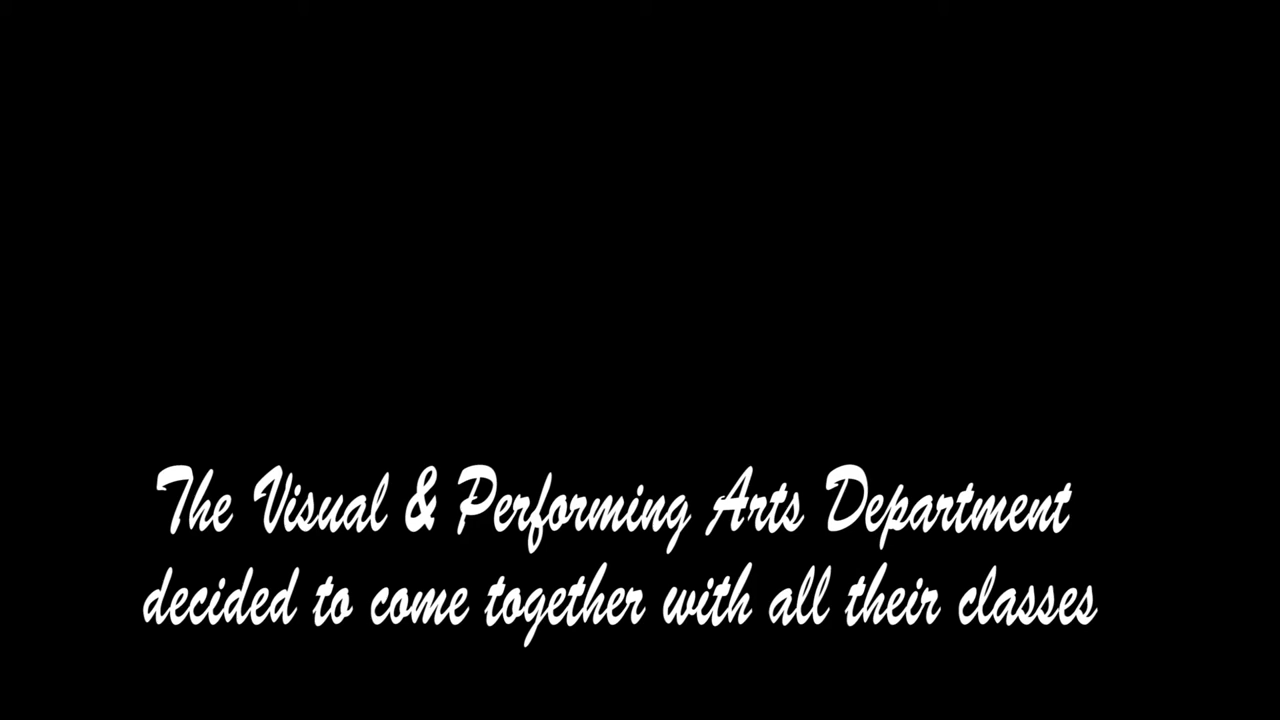 The Visual & Performing Arts Department
decided to come together with all their classes